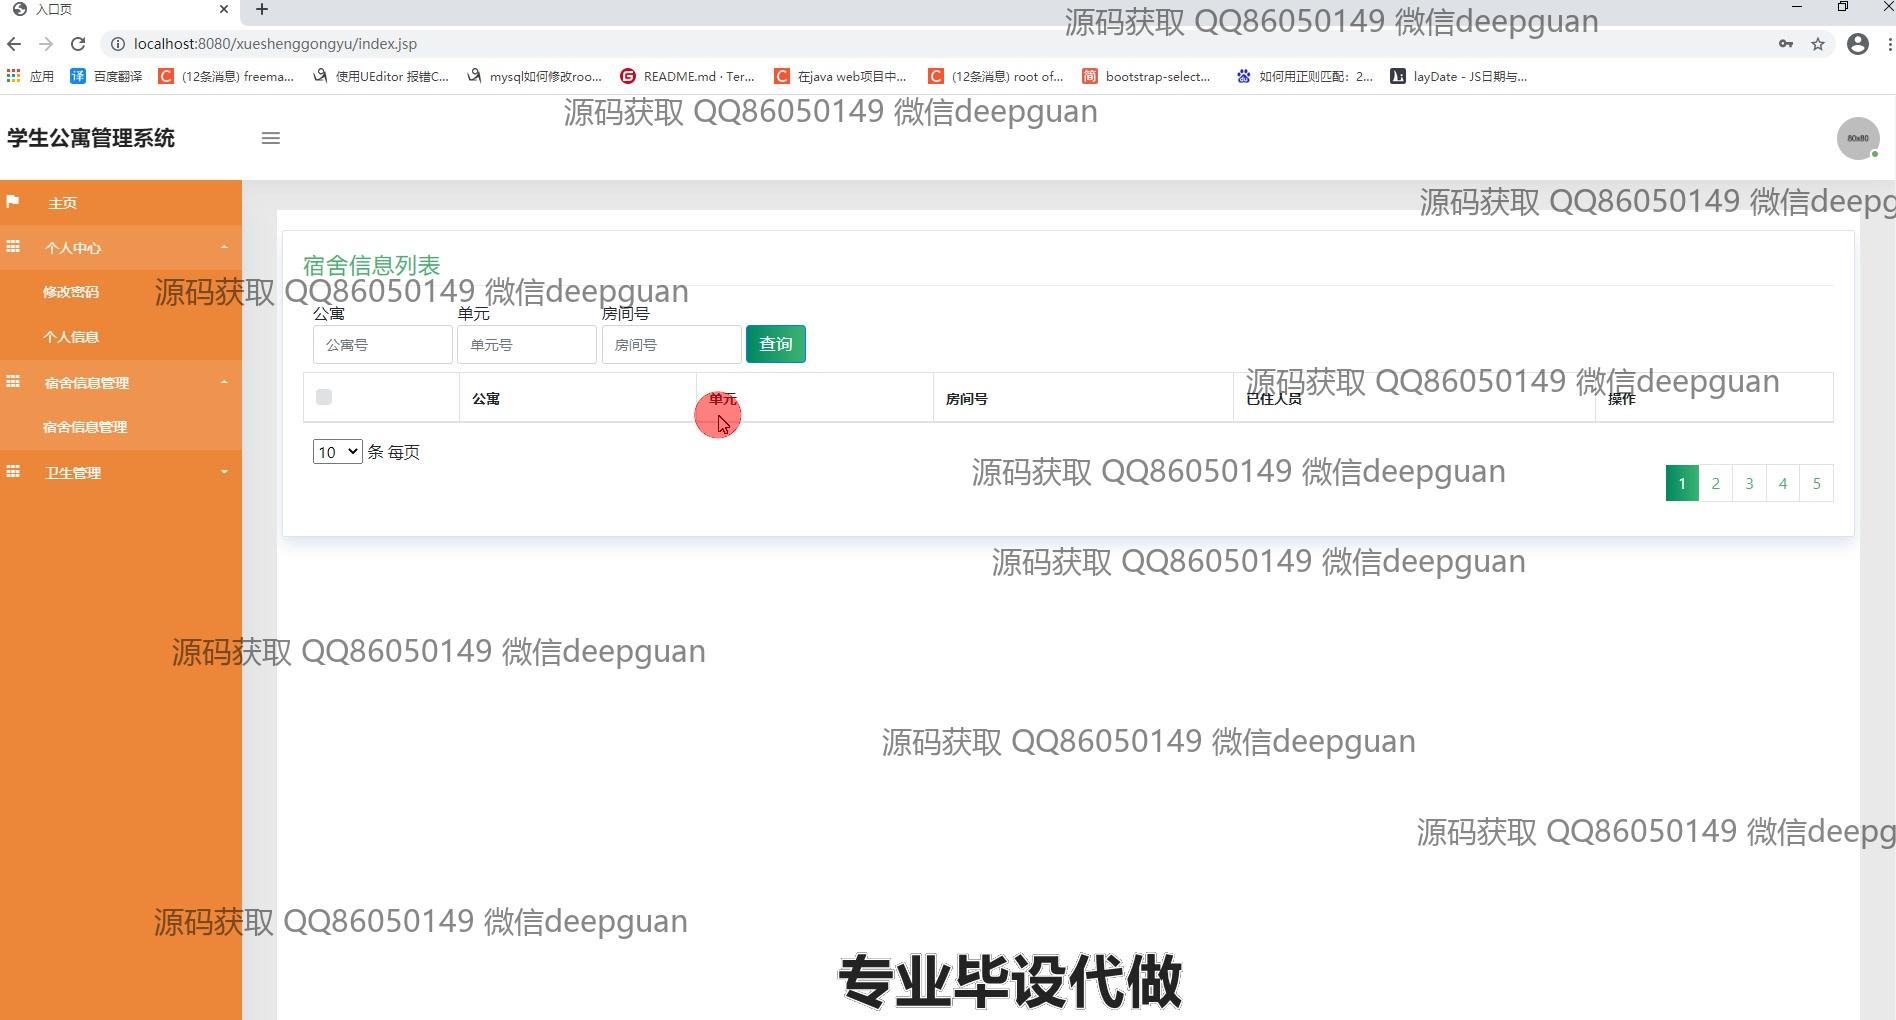 入口页
源码获取 QQ86050149 微信deepguan
localhost:8080/xueshenggongyu/index.jsp
应用 百度翻译 (12条消息) freema... 使用UEditor 报错C... mysql如何修改roo... README.md · Ter... 在java web项目中... (12条消息) root of... bootstrap-select... 如何用正则匹配：2... layDate - JS日期与...
源码获取 QQ86050149 微信deepguan
学生公寓管理系统
80x80
源码获取 QQ86050149 微信deepg
主页
个人中心
宿舍信息列表
修改密码
源码获取 QQ86050149 微信deepguan
公寓 单元 房间号
个人信息
公寓号 单元号 房间号 查询
宿舍信息管理
源码获取 QQ86050149 微信deepguan
公寓 单元 房间号 已住人员 操作
宿舍信息管理
10 条 每页
卫生管理
源码获取 QQ86050149 微信deepguan
1 2 3 4 5
源码获取 QQ86050149 微信deepguan
源码获取 QQ86050149 微信deepguan
源码获取 QQ86050149 微信deepguan
源码获取 QQ86050149 微信deepg
源码获取 QQ86050149 微信deepguan
专业毕设代做